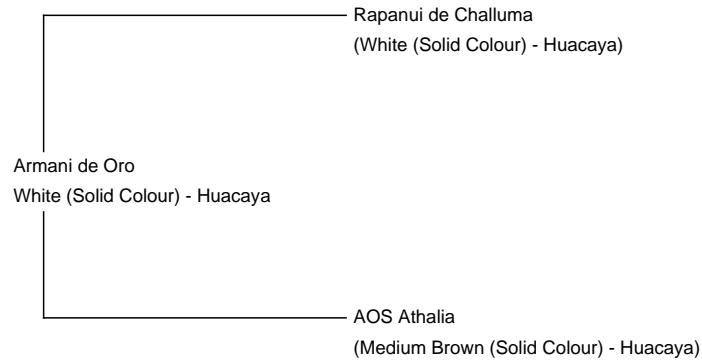 Rapanui de Challuma
(White (Solid Colour) - Huacaya)
Armani de Oro
White (Solid Colour) - Huacaya
AOS Athalia
(Medium Brown (Solid Colour) - Huacaya)